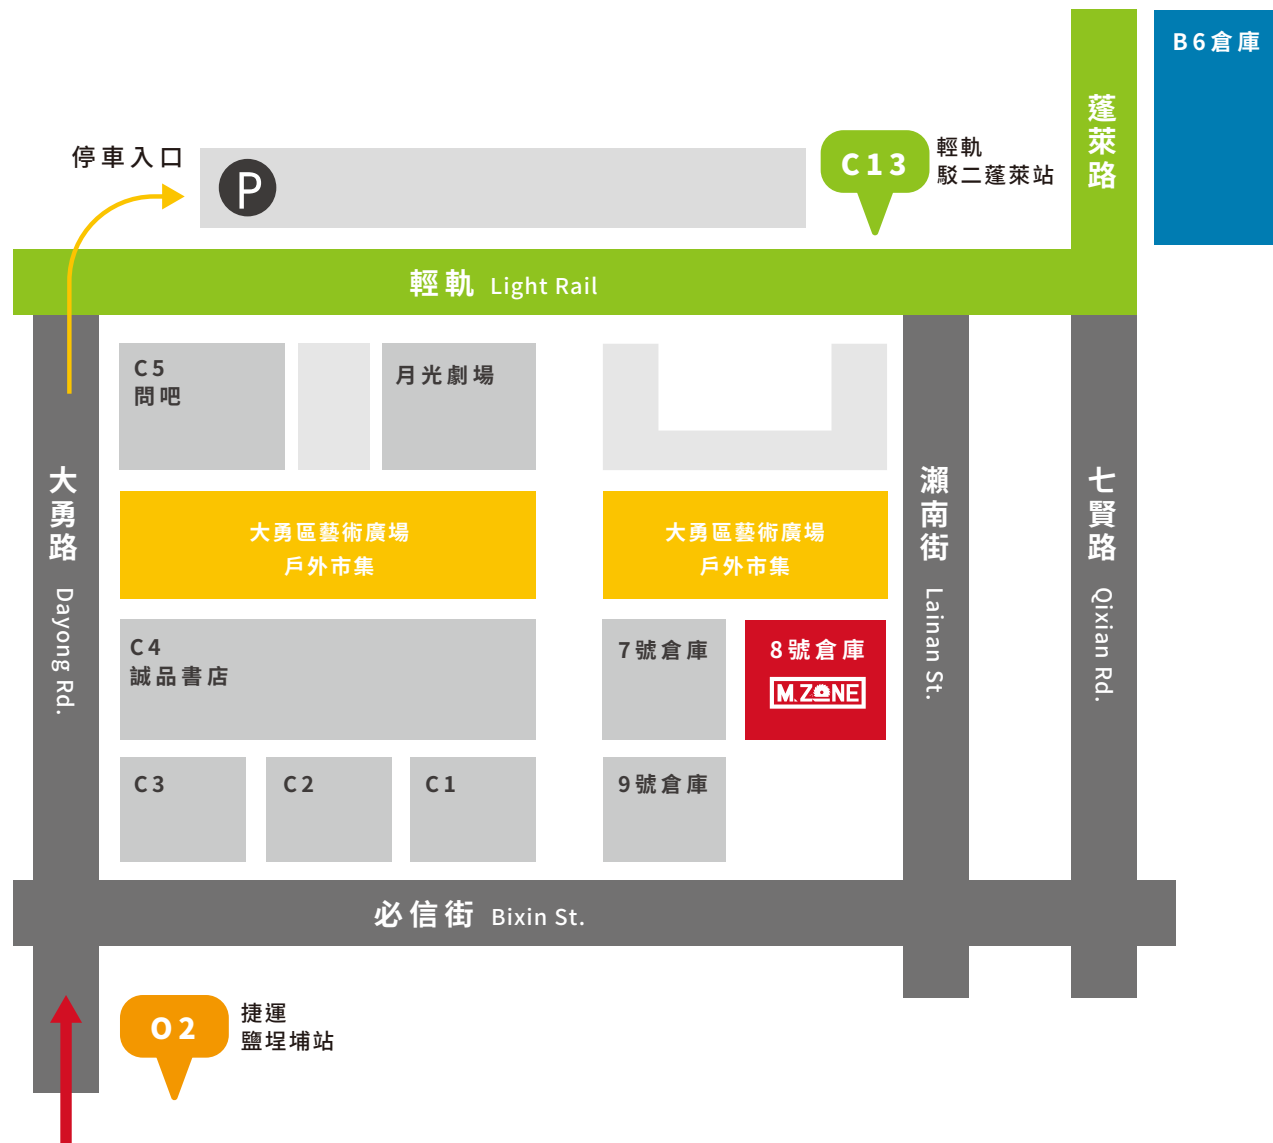 B6倉庫
蓬萊路
停車入口
P
C13
輕軌
駁二蓬萊站
輕軌 Light Rail
C5
問吧
月光劇場
大勇路 Dayong Rd.
大勇區藝術廣場
戶外市集
大勇區藝術廣場
戶外市集
瀨南街 Lainan St.
七賢路 Qixian Rd.
C4
誠品書店
7號倉庫
8號倉庫
M.ZONE
C3
C2
C1
9號倉庫
必信街 Bixin St.
O2
捷運
鹽埕埔站